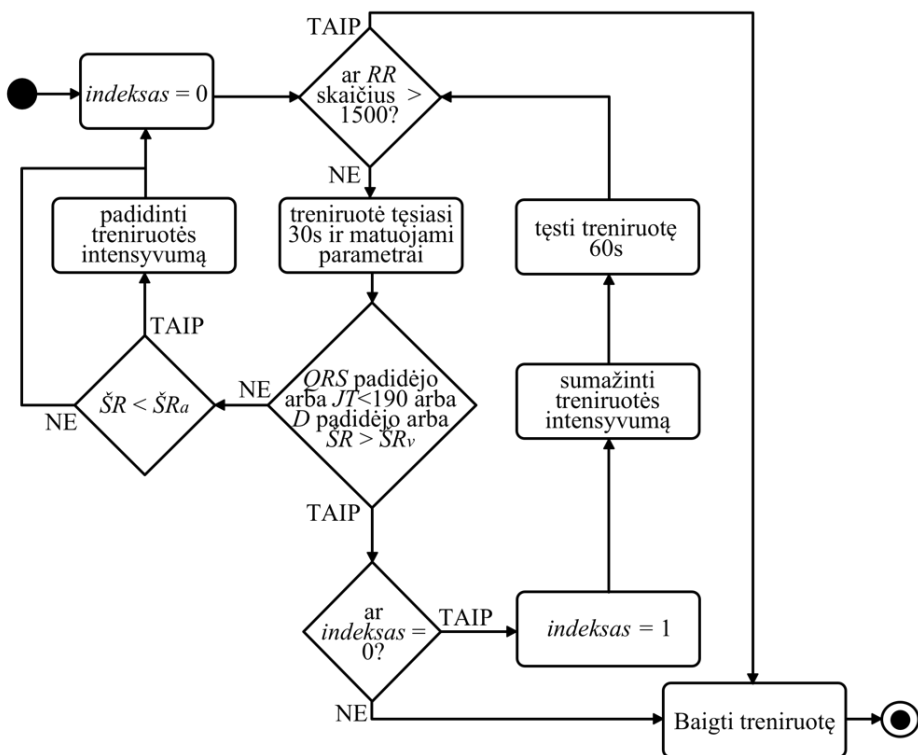 TAIP
indeksas = 0
ar RR
skaičius >
1500?
NE
padidinti
treniruotės
intensyvumą
treniruotė tęsiasi
30s ir matuojami
parametrai
tęsti treniruotę
60s
TAIP
ŠR < ŠRa
NE
NE
QRS padidėjo
arba JT<190 arba
D padidėjo arba
ŠR > ŠRv
sumažinti
treniruotės
intensyvumą
TAIP
ar
indeksas =
0?
TAIP
indeksas = 1
NE
Baigti treniruotę